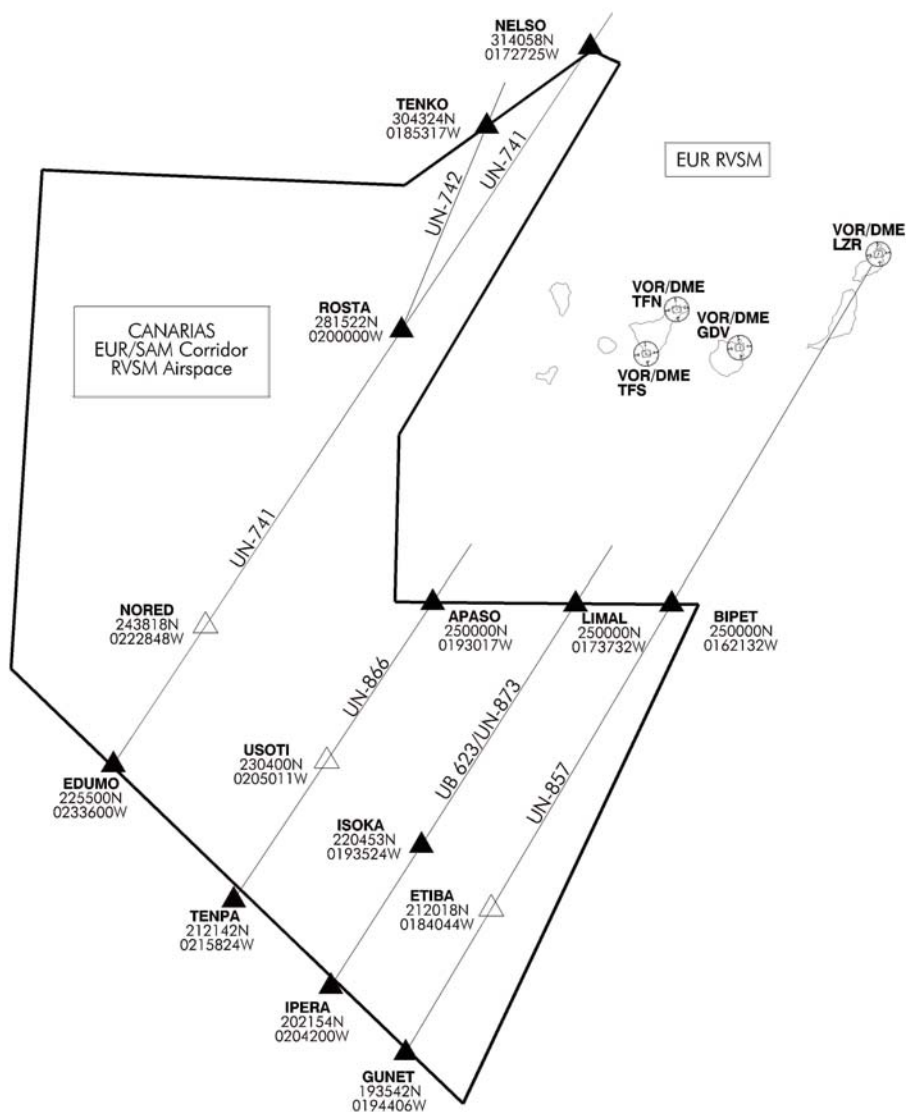 NELSO
314058N
0172725W
TENKO
304324N
0185317W
UN-741
UN-742
EUR RVSM
VOR/DME
LZR
VOR/DME
TFN
VOR/DME
GDV
VOR/DME
TFS
ROSTA
281522N
0200000W
CANARIAS
EUR/SAM Corridor
RVSM Airspace
UN-741
NORED
243818N
0222848W
APASO
250000N
0193017W
LIMAL
250000N
0173732W
BIPET
250000N
0162132W
UN-866
UB 623/UN-873
UN-857
USOTI
230400N
0205011W
EDUMO
225500N
0233600W
ISOKA
220453N
0193524W
ETIBA
212018N
0184044W
TENPA
212142N
0215824W
IPERA
202154N
0204200W
GUNET
193542N
0194406W